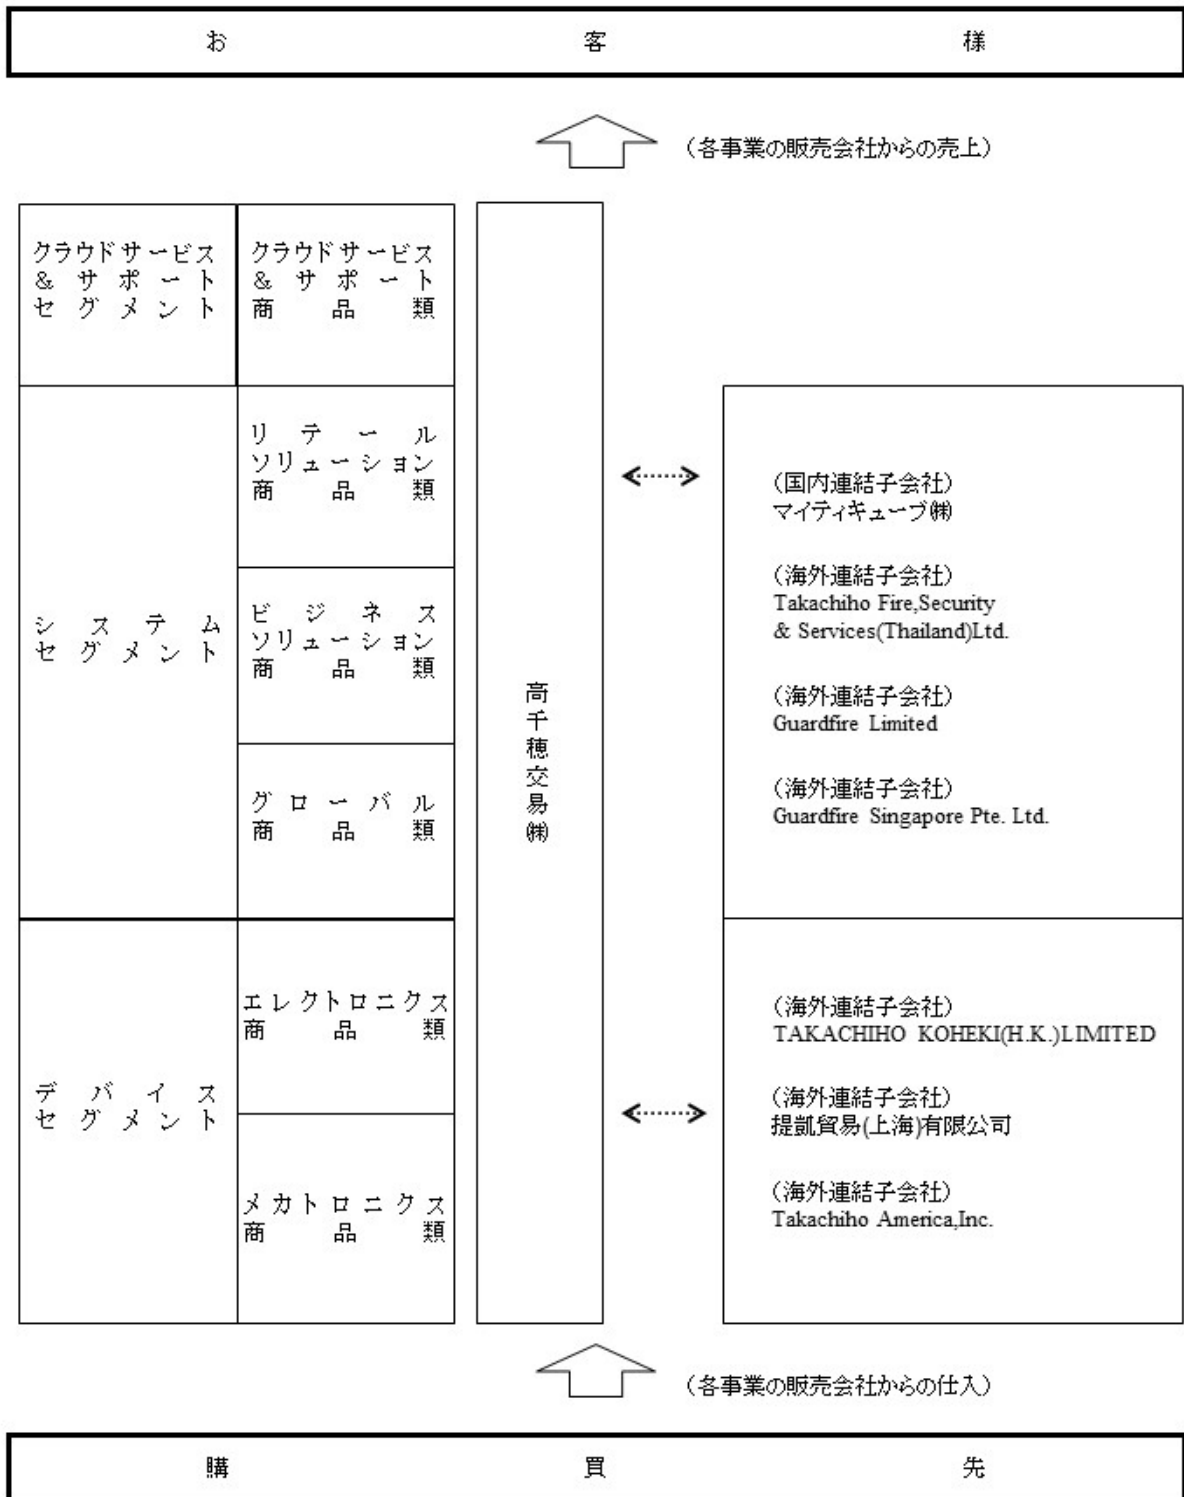 お客様
（各事業の販売会社からの売上）
クラウドサービス
＆サポート
セグメント
クラウドサービス
＆サポート
商品類
システム
セグメント
リテール
ソリューション
商品類
ビジネス
ソリューション
商品類
グローバル
商品類
デバイス
セグメント
エレクトロニクス
商品類
メカトロニクス
商品類
高千穂交易㈱
（国内連結子会社）
マイティキューブ㈱
（海外連結子会社）
Takachiho Fire,Security
& Services(Thailand)Ltd.
（海外連結子会社）
Guardfire Limited
（海外連結子会社）
Guardfire Singapore Pte. Ltd.
（海外連結子会社）
TAKACHIHO KOHEKI(H.K.)LIMITED
（海外連結子会社）
提凱貿易(上海)有限公司
（海外連結子会社）
Takachiho America,Inc.
（各事業の販売会社からの仕入）
購買先